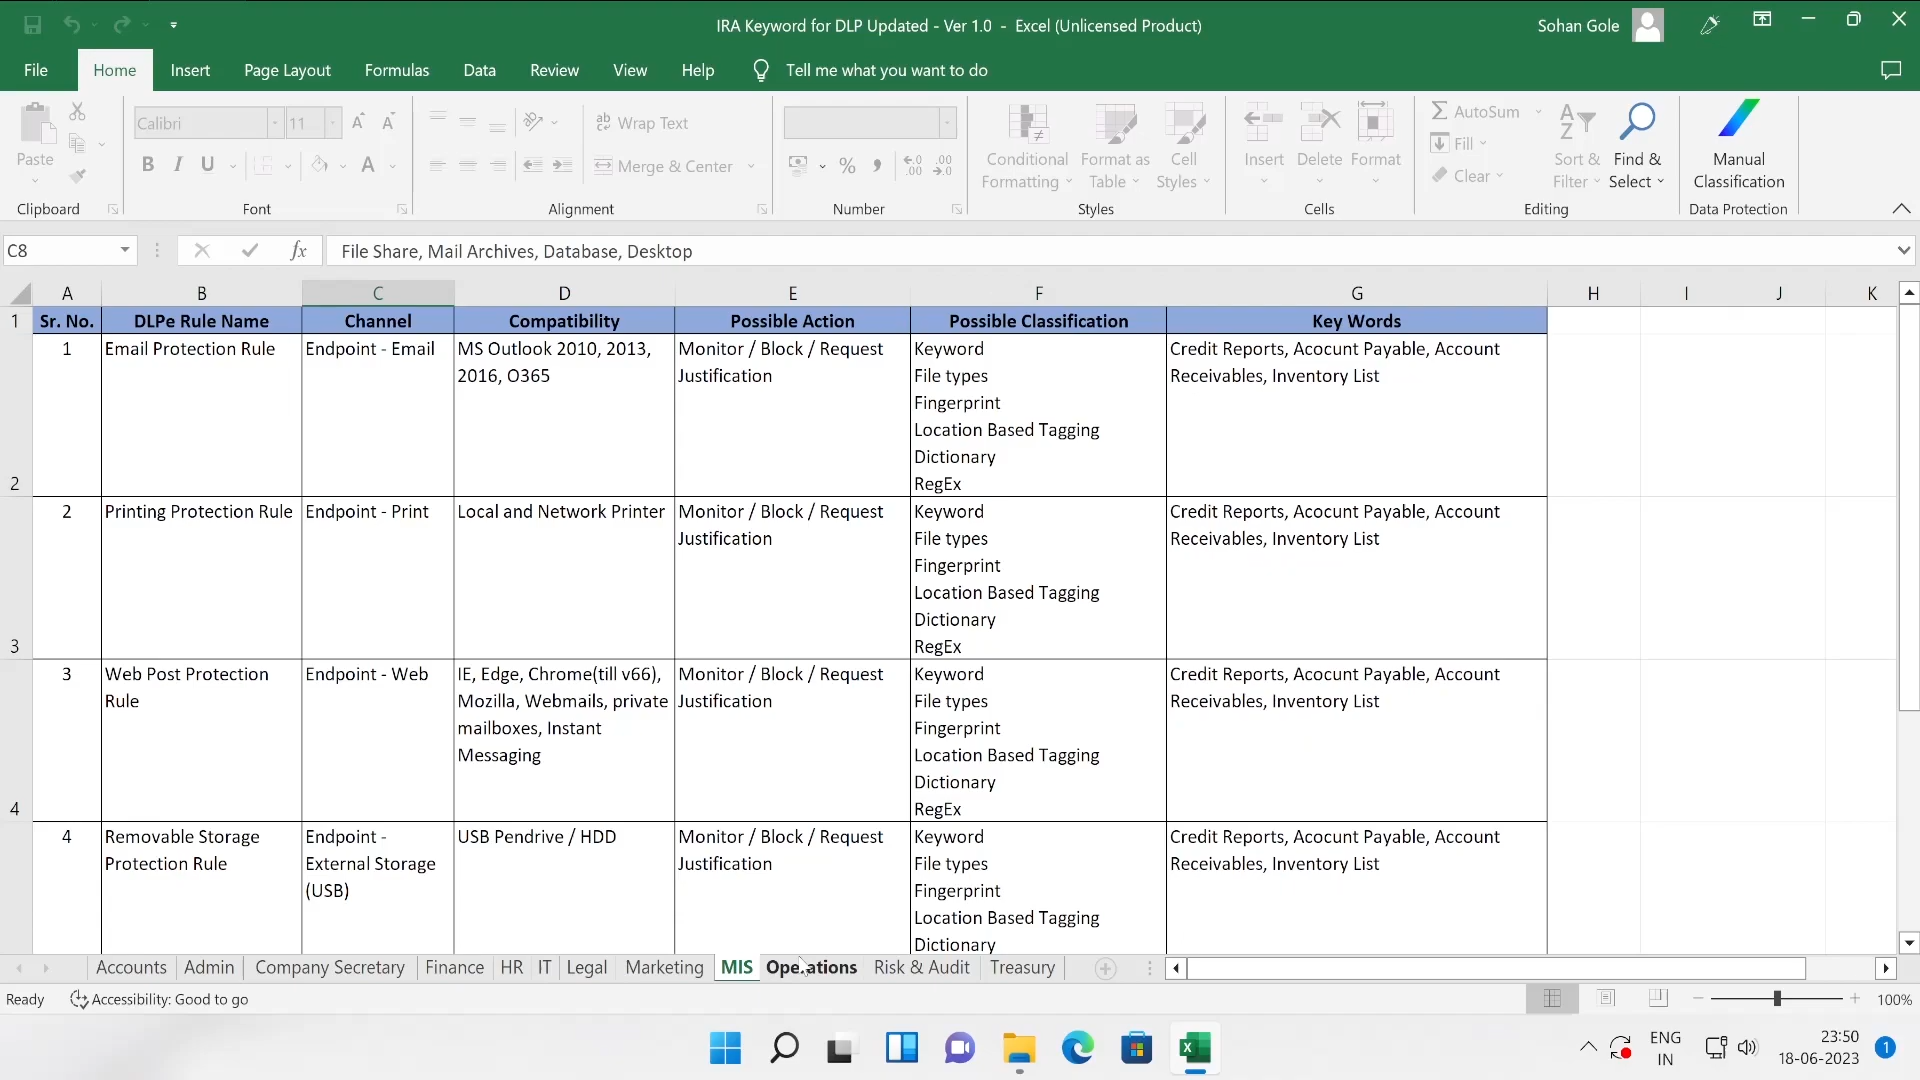 IRA Keyword for DLP Updated - Ver 1.0 - Excel (Unlicensed Product)
Sohan Gole
File Home Insert Page Layout Formulas Data Review View Help Tell me what you want to do
Paste
Calibri 11
B I U A
ab Wrap Text
Merge & Center
% ,
Conditional Formatting
Format as Table
Cell Styles
Insert Delete Format
AutoSum
Fill
Clear
Sort & Filter
Find & Select
Manual Classification
Clipboard Font Alignment Number Styles Cells Editing Data Protection
C8 fx File Share, Mail Archives, Database, Desktop
A B C D E F G H I J K
1 Sr. No. DLPe Rule Name Channel Compatibility Possible Action Possible Classification Key Words
1 Email Protection Rule Endpoint - Email MS Outlook 2010, 2013, Monitor / Block / Request Keyword Credit Reports, Acocunt Payable, Account
2016, O365 Justification File types Receivables, Inventory List
Fingerprint
Location Based Tagging
Dictionary
2 RegEx
2 Printing Protection Rule Endpoint - Print Local and Network Printer Monitor / Block / Request Keyword Credit Reports, Acocunt Payable, Account
Justification File types Receivables, Inventory List
Fingerprint
Location Based Tagging
Dictionary
3 RegEx
3 Web Post Protection Endpoint - Web IE, Edge, Chrome(till v66), Monitor / Block / Request Keyword Credit Reports, Acocunt Payable, Account
Rule Mozilla, Webmails, private Justification File types Receivables, Inventory List
mailboxes, Instant Fingerprint
Messaging Location Based Tagging
Dictionary
4 RegEx
4 Removable Storage Endpoint - USB Pendrive / HDD Monitor / Block / Request Keyword Credit Reports, Acocunt Payable, Account
Protection Rule External Storage Justification File types Receivables, Inventory List
(USB) Fingerprint
Location Based Tagging
Dictionary
Accounts Admin Company Secretary Finance HR IT Legal Marketing MIS Operations Risk & Audit Treasury
Ready Accessibility: Good to go 100%
ENG 23:50
IN 18-06-2023 1